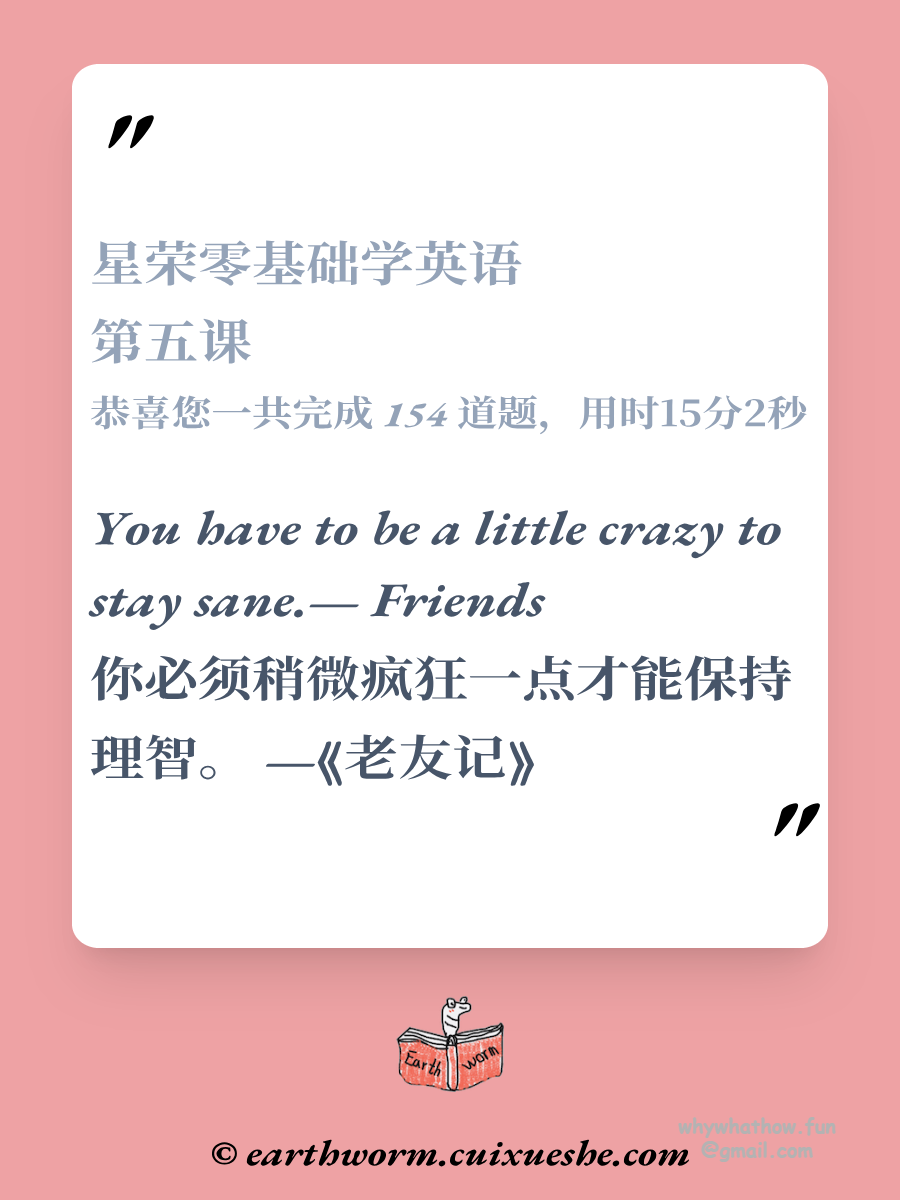 "
星荣零基础学英语
第五课
恭喜您一共完成 154 道题，用时15分2秒
You have to be a little crazy to
stay sane.— Friends
你必须稍微疯狂一点才能保持
理智。 —《老友记》
"
Earth worm
whywhathow.fun
@gmail.com
© earthworm.cuixueshe.com